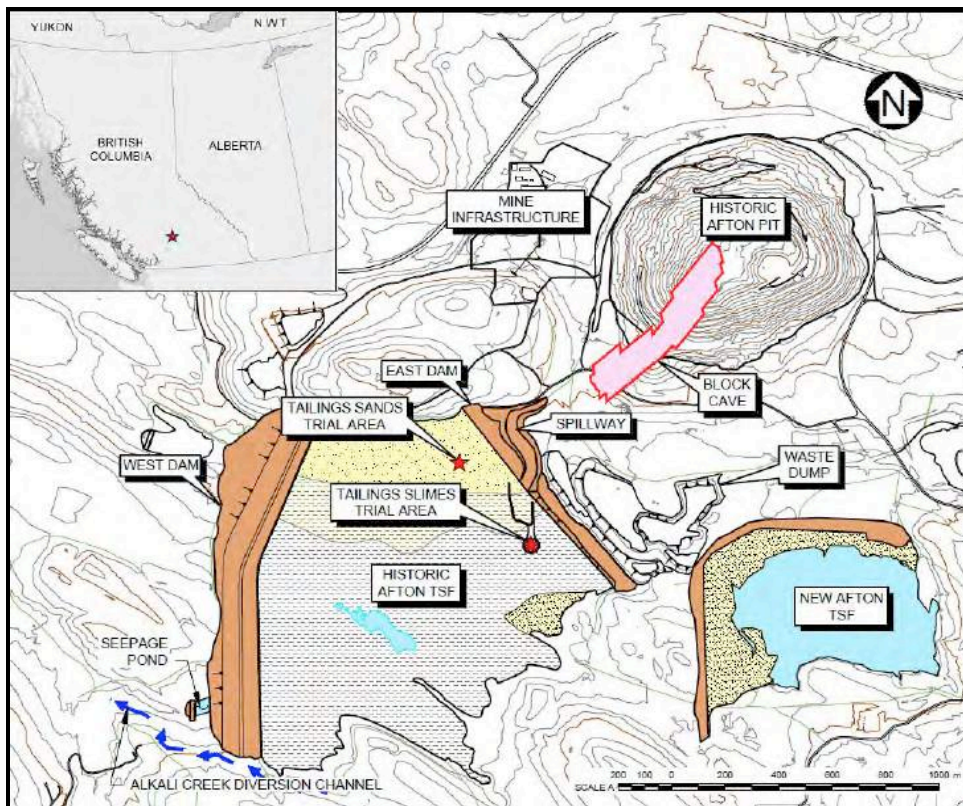 YUKON
N W T
BRITISH
COLUMBIA
ALBERTA
N
MINE
INFRASTRUCTURE
HISTORIC
AFTON PIT
EAST DAM
BLOCK
CAVE
TAILINGS SANDS
TRIAL AREA
SPILLWAY
WEST DAM
WASTE
DUMP
TAILINGS SLIMES
TRIAL AREA
HISTORIC
AFTON TSF
NEW AFTON
TSF
SEEPAGE
POND
ALKALI CREEK DIVERSION CHANNEL
200 100 0 200 400 600 800 1000 m
SCALE A